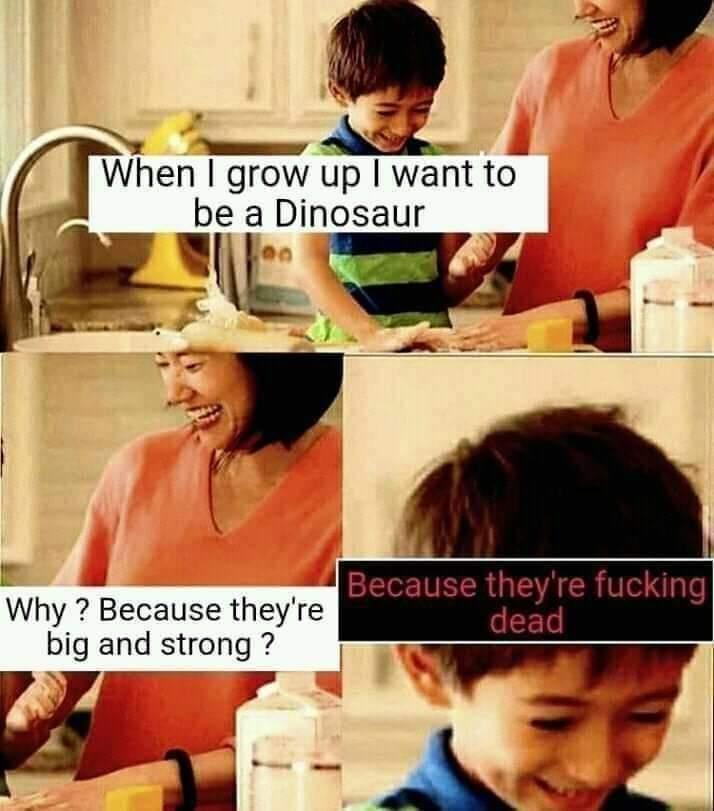 When I grow up I want to
be a Dinosaur
Why ? Because they're
big and strong ?
Because they're fucking
dead